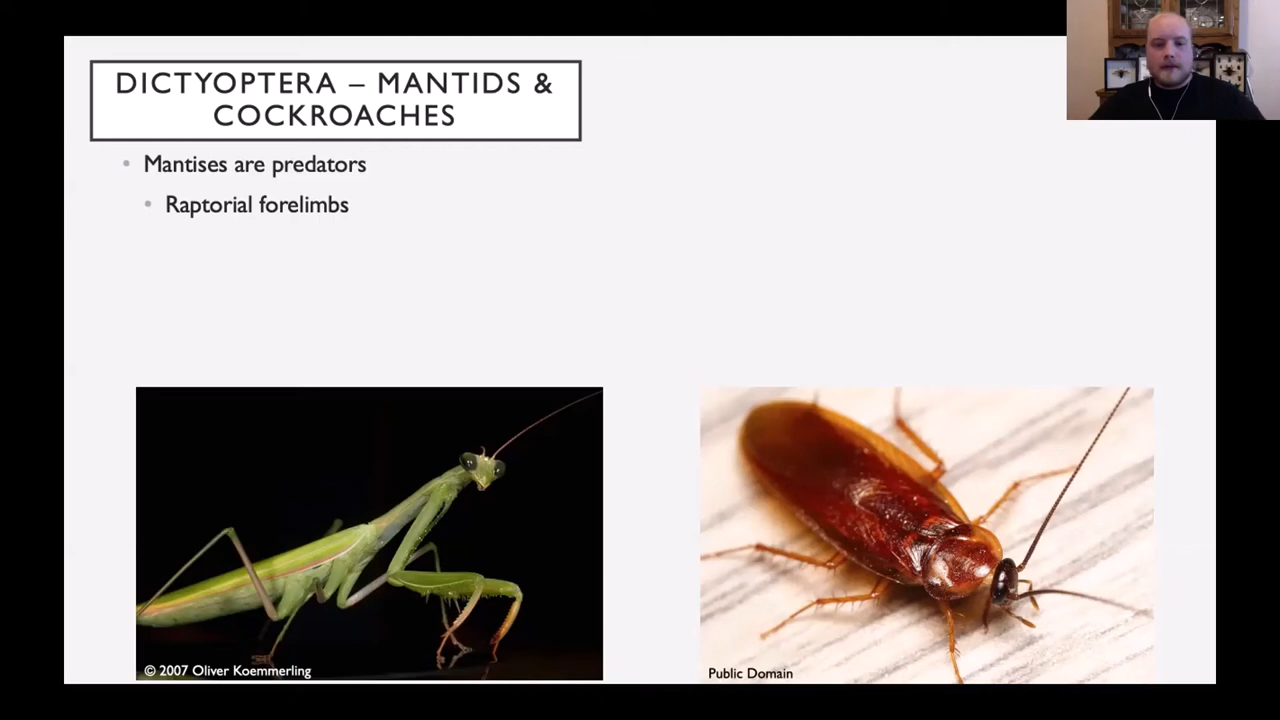 DICTYOPTERA – MANTIDS &
COCKROACHES
Mantises are predators
Raptorial forelimbs
© 2007 Oliver Koemmerling
Public Domain